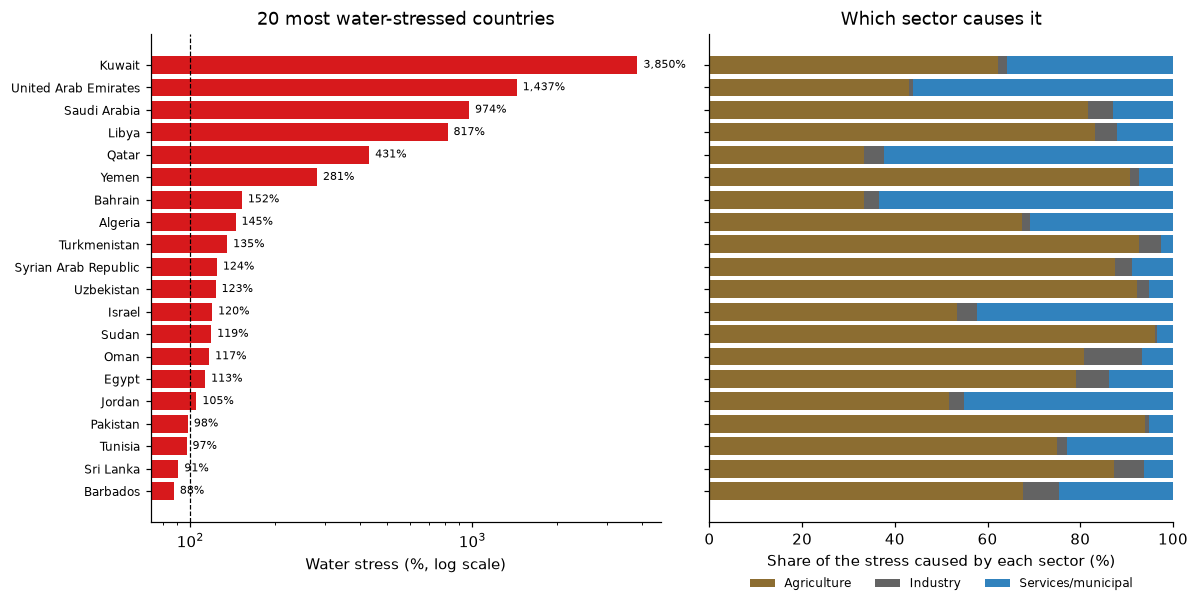 20 most water-stressed countries
Kuwait
3,850%
United Arab Emirates
1,437%
Saudi Arabia
974%
Libya
817%
Qatar
431%
Yemen
281%
Bahrain
152%
Algeria
145%
Turkmenistan
135%
Syrian Arab Republic
124%
Uzbekistan
123%
Israel
120%
Sudan
119%
Oman
117%
Egypt
113%
Jordan
105%
Pakistan
98%
Tunisia
97%
Sri Lanka
91%
Barbados
88%
10²
10³
Water stress (%, log scale)
Which sector causes it
0
20
40
60
80
100
Share of the stress caused by each sector (%)
Agriculture
Industry
Services/municipal